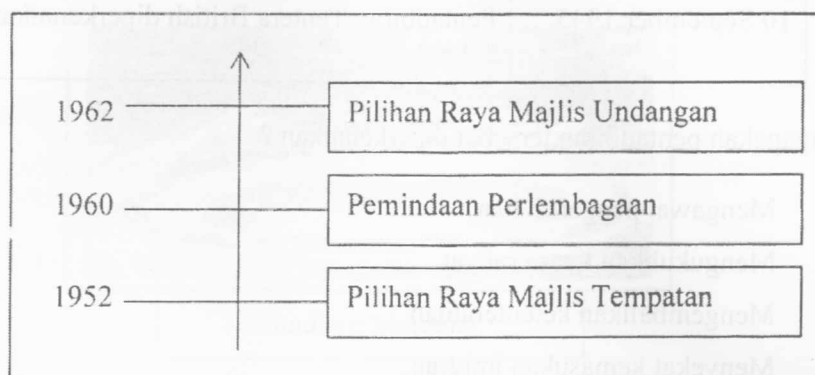 1962 Pilihan Raya Majlis Undangan
1960 Pemindaan Perlembagaan
1952 Pilihan Raya Majlis Tempatan